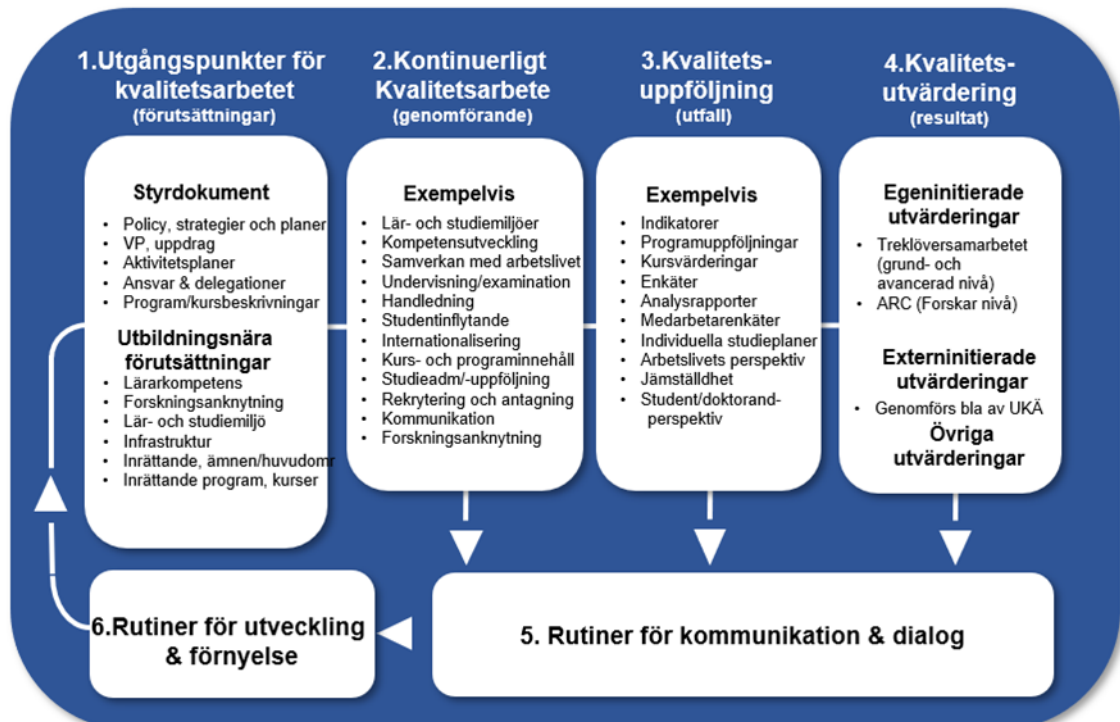 1.Utgångspunkter för
kvalitetsarbetet
(förutsättningar)
Styrdokument
• Policy, strategier och planer
• VP, uppdrag
• Aktivitetsplaner
• Ansvar & delegationer
• Program/kursbeskrivningar
Utbildningsnära
förutsättningar
• Lärarkompetens
• Forskningsanknytning
• Lär- och studiemiljö
• Infrastruktur
• Inrättande, ämnen/huvudomr
• Inrättande program, kurser
2.Kontinuerligt
Kvalitetsarbete
(genomförande)
Exempelvis
• Lär- och studiemiljöer
• Kompetensutveckling
• Samverkan med arbetslivet
• Undervisning/examination
• Handledning
• Studentinflytande
• Internationalisering
• Kurs- och programinnehåll
• Studieadm/-uppföljning
• Rekrytering och antagning
• Kommunikation
• Forskningsanknytning
3.Kvalitets-
uppföljning
(utfall)
Exempelvis
• Indikatorer
• Programuppföljningar
• Kursvärderingar
• Enkäter
• Analysrapporter
• Medarbetarenkäter
• Individuella studieplaner
• Arbetslivets perspektiv
• Jämställdhet
• Student/doktorand-
perspektiv
4.Kvalitets-
utvärdering
(resultat)
Egeninitierade
utvärderingar
• Treklöversamarbetet
(grund- och
avancerad nivå)
• ARC (Forskar nivå)
Externinitierade
utvärderingar
• Genomförs bla av UKÄ
Övriga
utvärderingar
5. Rutiner för kommunikation & dialog
6.Rutiner för utveckling
& förnyelse